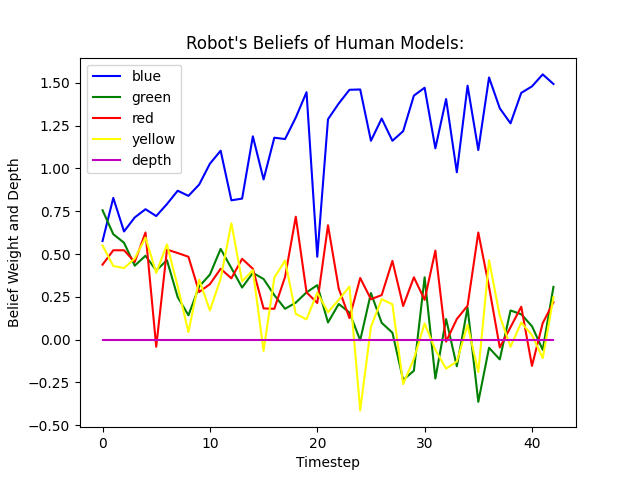 Robot's Beliefs of Human Models:
blue
green
red
yellow
depth
Belief Weight and Depth
1.50
1.25
1.00
0.75
0.50
0.25
0.00
−0.25
−0.50
0 10 20 30 40
Timestep